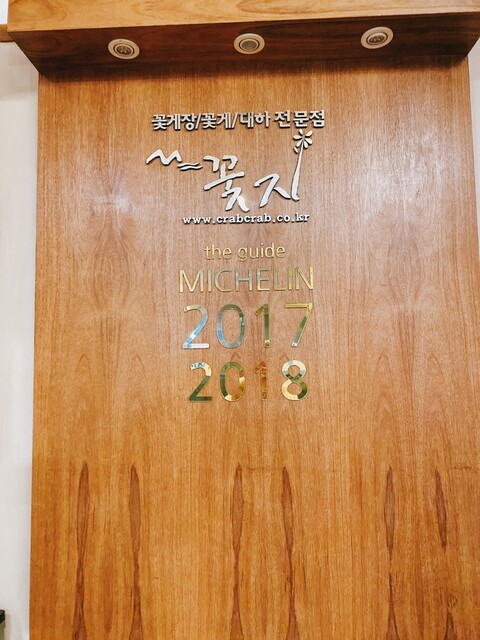 꽃게장/꽃게/대하 전문점
꽃지
www.crabcrab.co.kr
the guide
MICHELIN
2017
2018